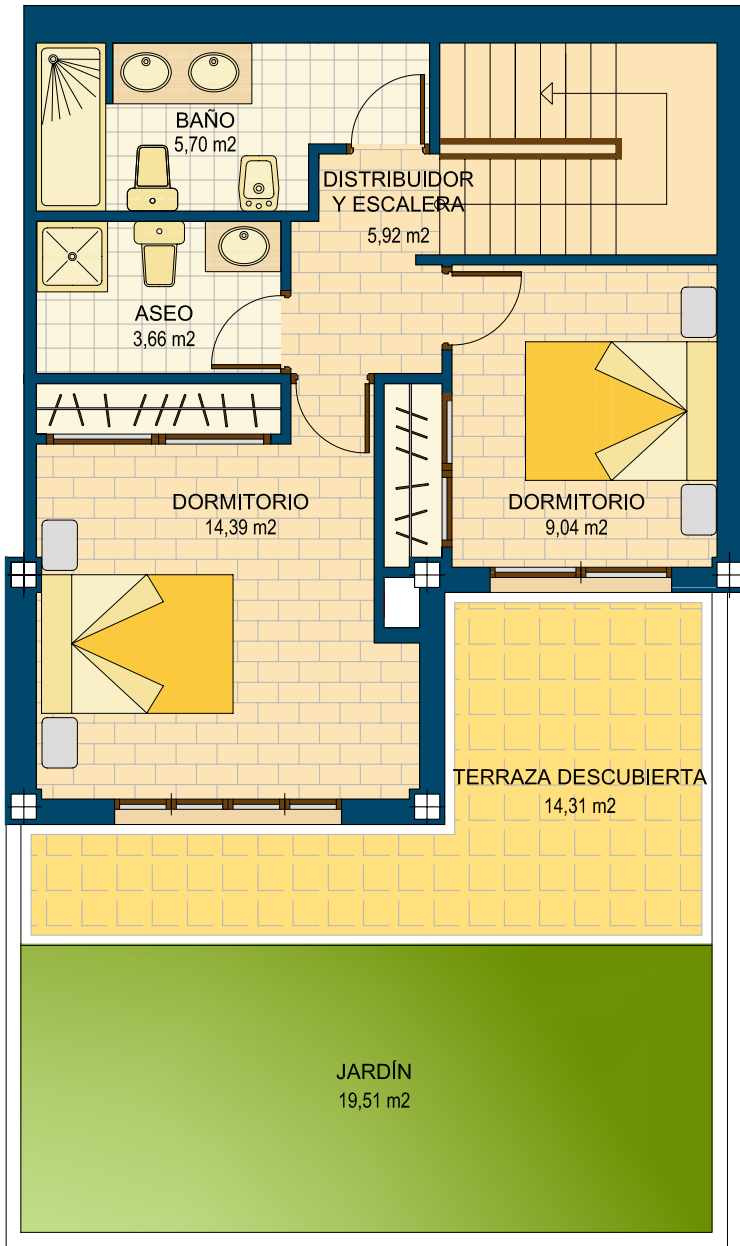 BAÑO
5,70 m2
DISTRIBUIDOR
Y ESCALERA
5,92 m2
ASEO
3,66 m2
DORMITORIO
14,39 m2
DORMITORIO
9,04 m2
TERRAZA DESCUBIERTA
14,31 m2
JARDÍN
19,51 m2